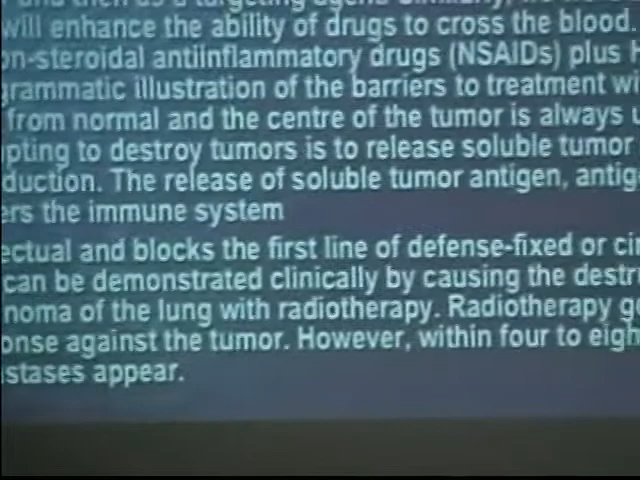 will enhance the ability of drugs to cross the blood.
on-steroidal antiinflammatory drugs (NSAIDs) plus
grammatic illustration of the barriers to treatment
from normal and the centre of the tumor is always
pting to destroy tumors is to release soluble tumor
duction. The release of soluble tumor antigen, antig
ers the immune system
ectual and blocks the first line of defense-fixed or
can be demonstrated clinically by causing the destr
noma of the lung with radiotherapy. Radiotherapy
onse against the tumor. However, within four to eigh
stases appear.